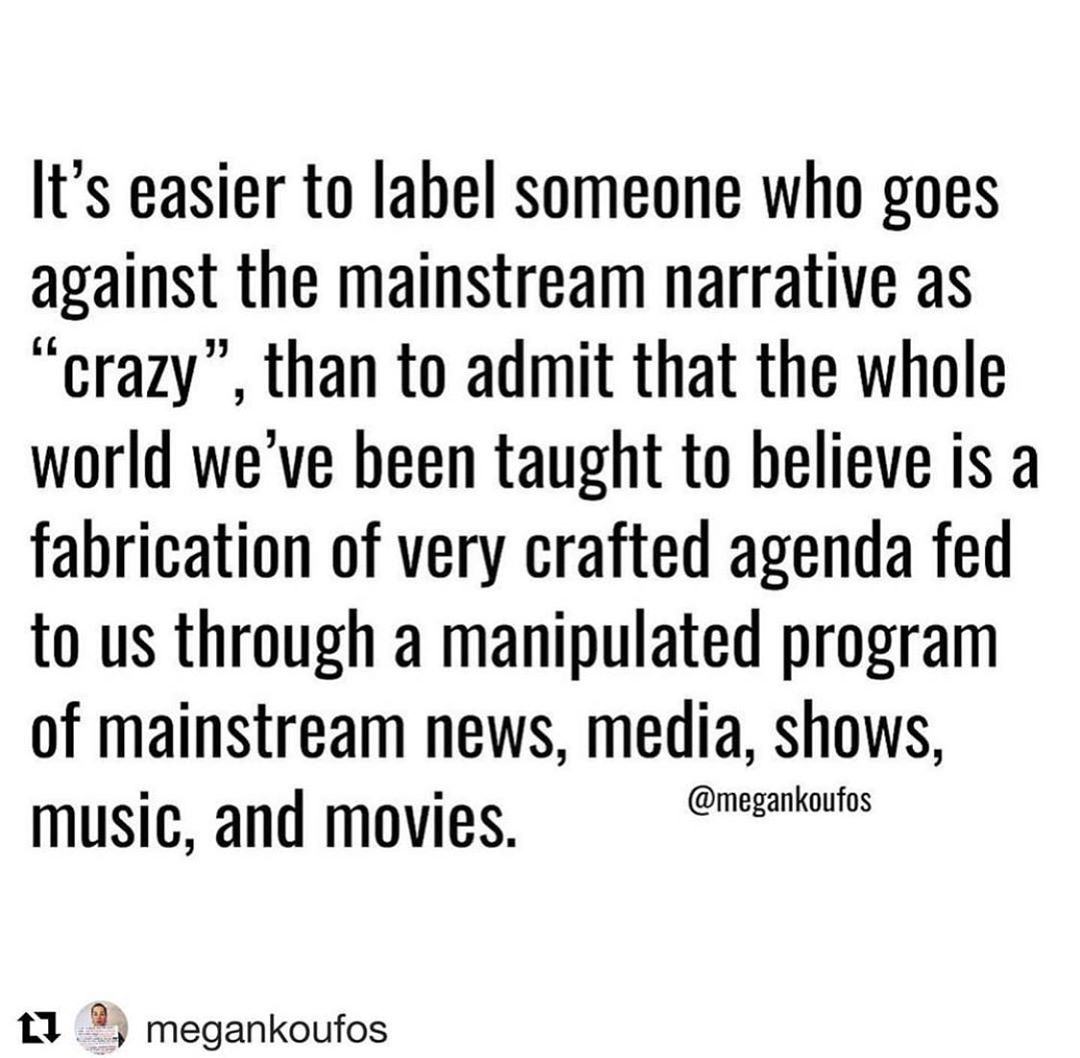 It’s easier to label someone who goes
against the mainstream narrative as
“crazy”, than to admit that the whole
world we’ve been taught to believe is a
fabrication of very crafted agenda fed
to us through a manipulated program
of mainstream news, media, shows,
music, and movies.
@megankoufos
megankoufos